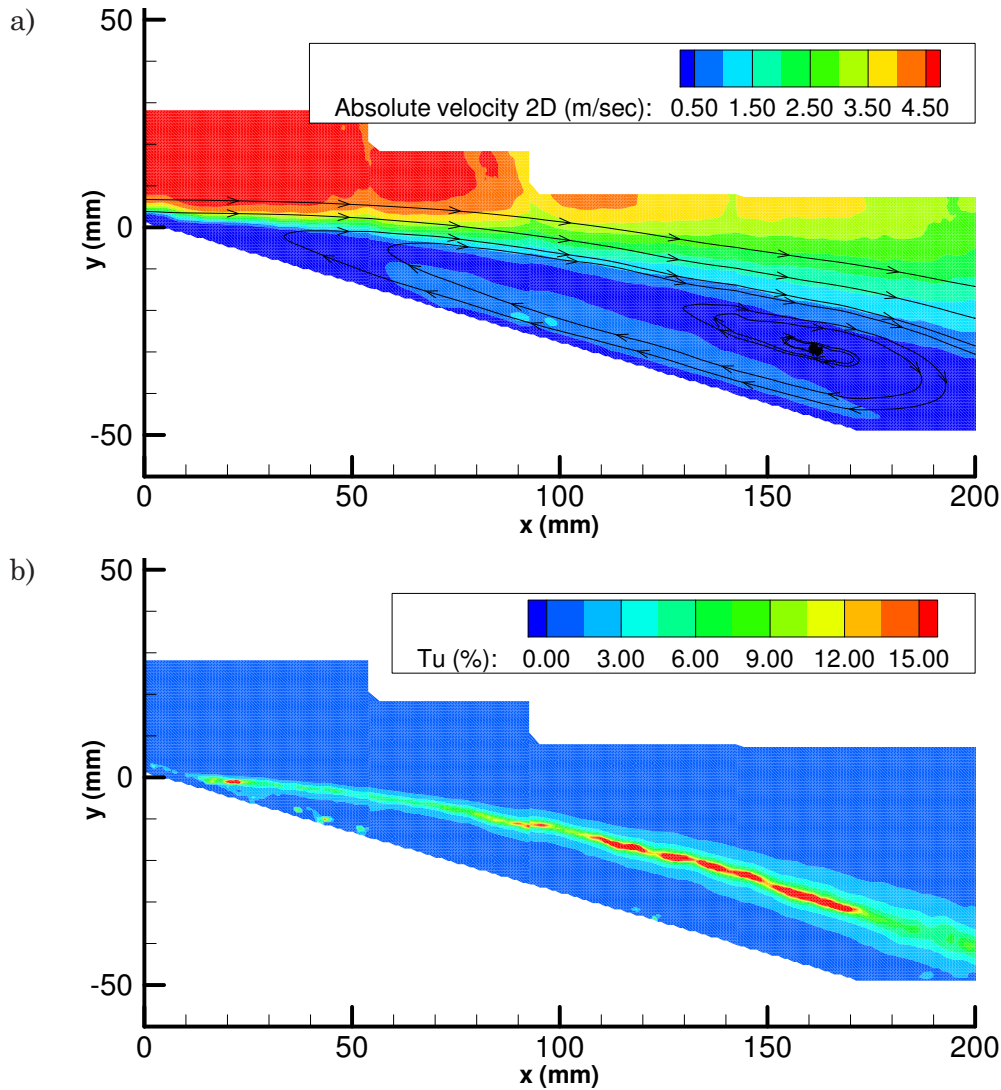 a)
50
Absolute velocity 2D (m/sec): 0.50 1.50 2.50 3.50 4.50
y (mm)
0
-50
0 50 100 150 200
x (mm)
b)
50
Tu (%): 0.00 3.00 6.00 9.00 12.00 15.00
y (mm)
0
-50
0 50 100 150 200
x (mm)